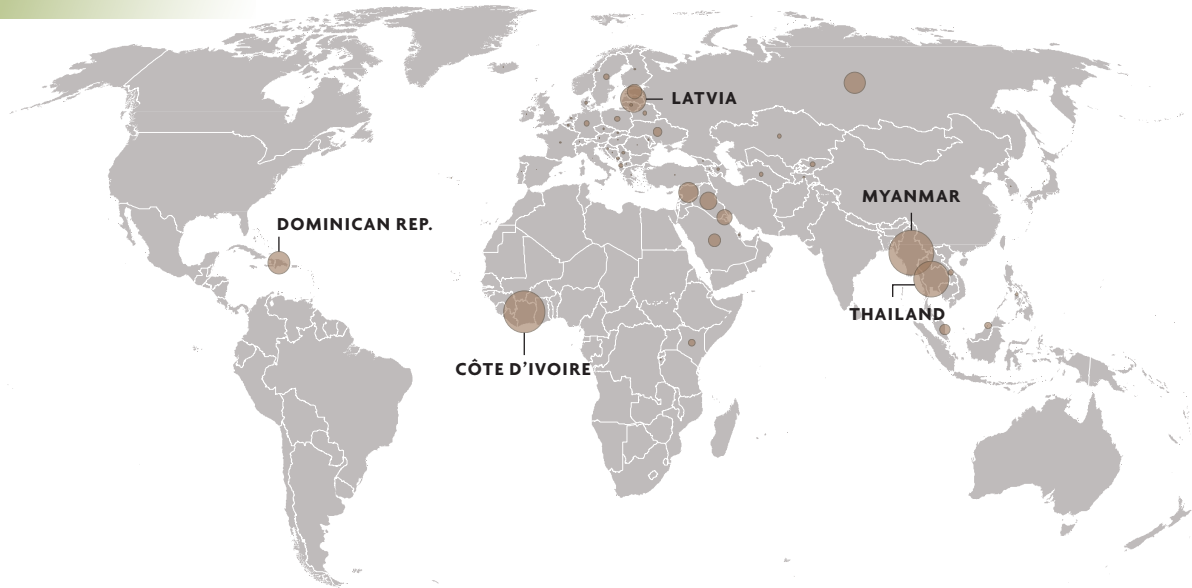 LATVIA
MYANMAR
DOMINICAN REP.
THAILAND
CÔTE D’IVOIRE